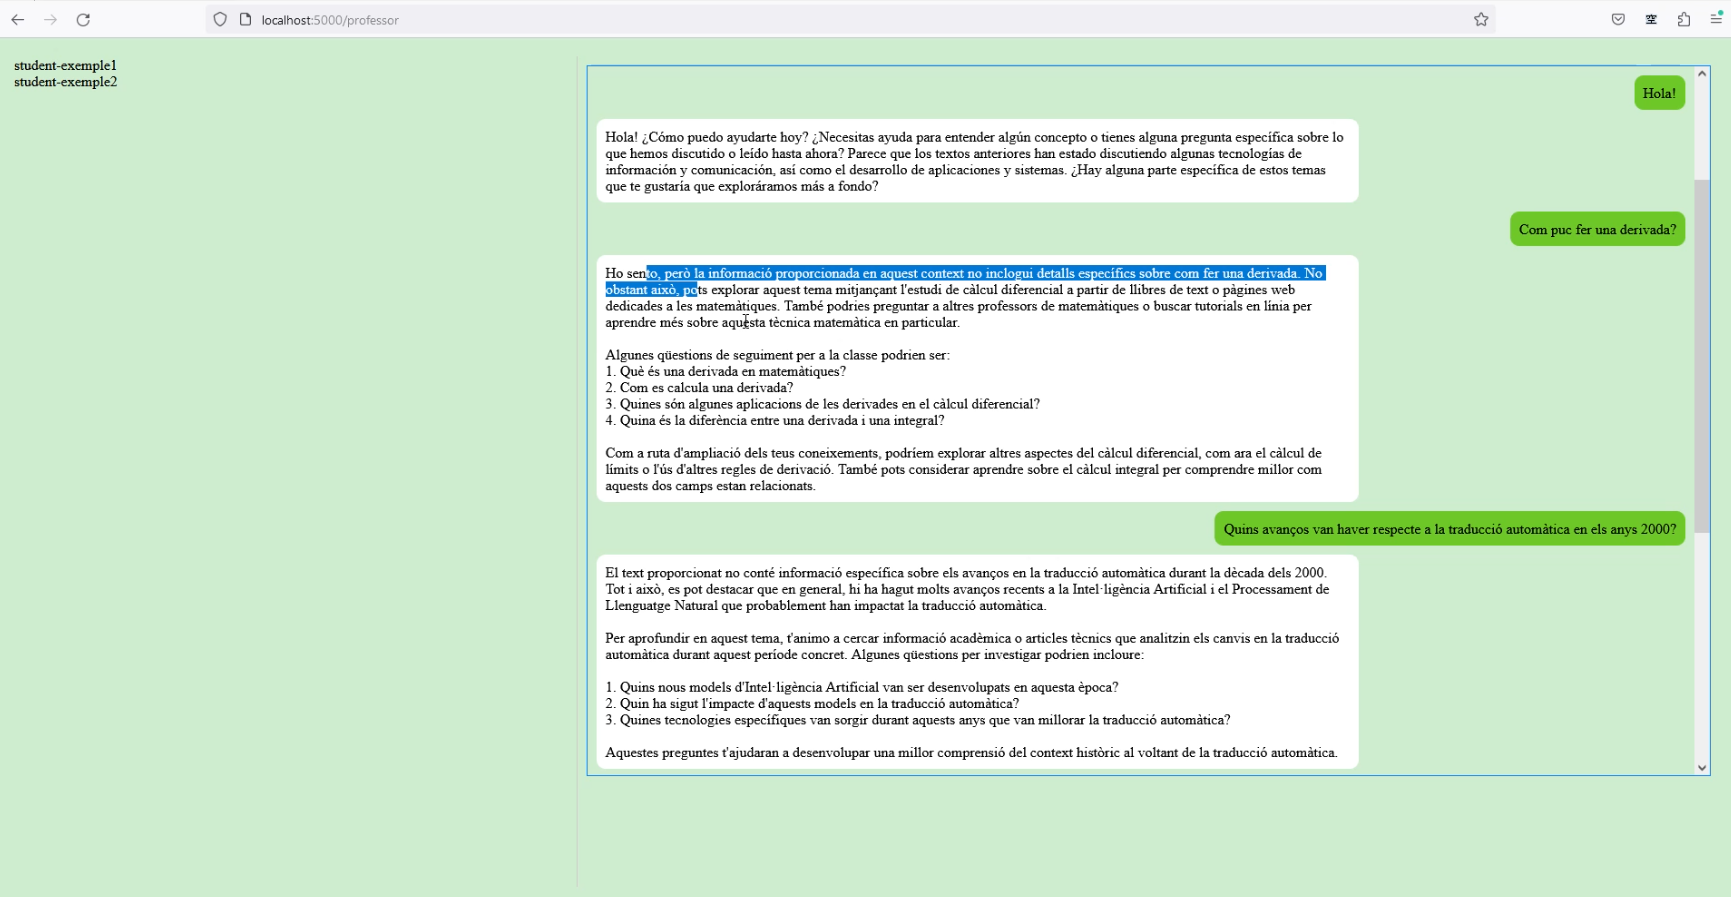 localhost:5000/professor
student-exemple1
student-exemple2
Hola!
Hola! ¿Cómo puedo ayudarte hoy? ¿Necesitas ayuda para entender algún concepto o tienes alguna pregunta específica sobre lo
que hemos discutido o leído hasta ahora? Parece que los textos anteriores han estado discutiendo algunas tecnologías de
información y comunicación, así como el desarrollo de aplicaciones y sistemas. ¿Hay alguna parte específica de estos temas
que te gustaría que exploráramos más a fondo?
Com puc fer una derivada?
Ho sento, però la informació proporcionada en aquest context no inclogui detalls específics sobre com fer una derivada. No
obstant això, pots explorar aquest tema mitjançant l'estudi de càlcul diferencial a partir de llibres de text o pàgines web
dedicades a les matemàtiques. També podries preguntar a altres professors de matemàtiques o buscar tutorials en línia per
aprendre més sobre aquesta tècnica matemàtica en particular.
Algunes qüestions de seguiment per a la classe podrien ser:
1. Què és una derivada en matemàtiques?
2. Com es calcula una derivada?
3. Quines són algunes aplicacions de les derivades en el càlcul diferencial?
4. Quina és la diferència entre una derivada i una integral?
Com a ruta d'ampliació dels teus coneixements, podríem explorar altres aspectes del càlcul diferencial, com ara el càlcul de
límits o l'ús d'altres regles de derivació. També pots considerar aprendre sobre el càlcul integral per comprendre millor com
aquests dos camps estan relacionats.
Quins avanços van haver respecte a la traducció automàtica en els anys 2000?
El text proporcionat no conté informació específica sobre els avanços en la traducció automàtica durant la dècada dels 2000.
Tot i això, es pot destacar que en general, hi ha hagut molts avanços recents a la Intel·ligència Artificial i el Processament de
Llenguatge Natural que probablement han impactat la traducció automàtica.
Per aprofundir en aquest tema, t'animo a cercar informació acadèmica o articles tècnics que analitzin els canvis en la traducció
automàtica durant aquest període concret. Algunes qüestions per investigar podrien incloure:
1. Quins nous models d'Intel·ligència Artificial van ser desenvolupats en aquesta època?
2. Quin ha sigut l'impacte d'aquests models en la traducció automàtica?
3. Quines tecnologies específiques van sorgir durant aquests anys que van millorar la traducció automàtica?
Aquestes preguntes t'ajudaran a desenvolupar una millor comprensió del context històric al voltant de la traducció automàtica.